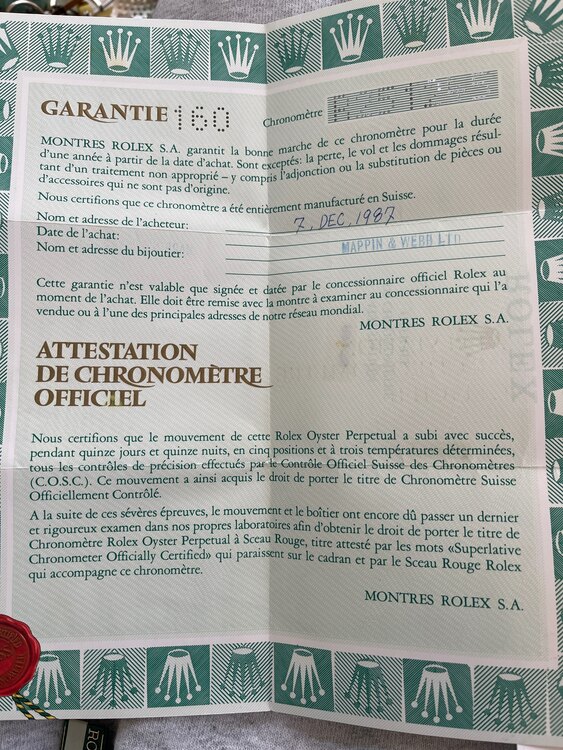 GARANTIE 160
Chronomètre
MONTRES ROLEX S.A. garantit la bonne marche de ce chronomètre pour la durée
d'une année à partir de la date d'achat. Sont exceptés: la perte, le vol et les dommages résul-
tant d'un traitement non approprié – y compris l'adjonction ou la substitution de pièces ou
d'accessoires qui ne sont pas d'origine.
Nous certifions que ce chronomètre a été entièrement manufacturé en Suisse.
Nom et adresse de l'acheteur:
Date de l'achat: 7, DEC, 1987
Nom et adresse du bijoutier: MAPPIN & WEBB LTD
Cette garantie n'est valable que signée et datée par le concessionnaire officiel Rolex au
moment de l'achat. Elle doit être remise avec la montre à examiner au concessionnaire qui l'a
vendue ou à l'une des principales adresses de notre réseau mondial.
MONTRES ROLEX S.A.
ATTESTATION
DE CHRONOMÈTRE
OFFICIEL
Nous certifions que le mouvement de cette Rolex Oyster Perpetual a subi avec succès,
pendant quinze jours et quinze nuits, en cinq positions et à trois températures déterminées,
tous les contrôles de précision effectués par le Contrôle Officiel Suisse des Chronomètres
(C.O.S.C.). Ce mouvement a ainsi acquis le droit de porter le titre de Chronomètre Suisse
Officiellement Contrôlé.
A la suite de ces sévères épreuves, le mouvement et le boîtier ont encore dû passer un dernier
et rigoureux examen dans nos propres laboratoires afin d'obtenir le droit de porter le titre de
Chronomètre Rolex Oyster Perpetual à Sceau Rouge, titre attesté par les mots «Superlative
Chronometer Officially Certified» qui paraissent sur le cadran et par le Sceau Rouge Rolex
qui accompagne ce chronomètre.
MONTRES ROLEX S.A.